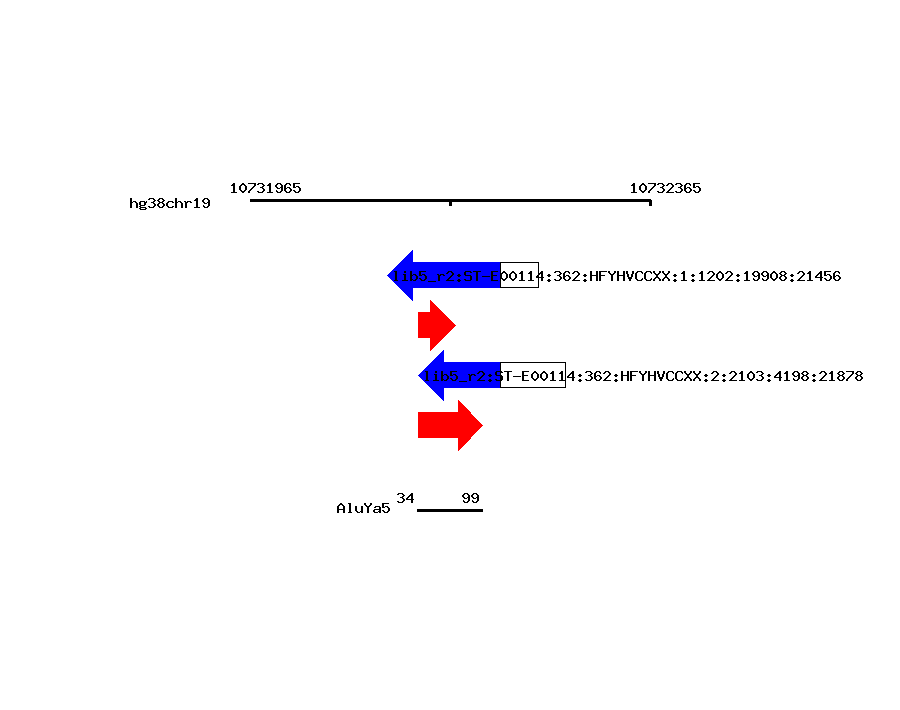 10731965 10732365
hg38chr19
lib5_r2:ST-E00114:362:HFYHVCCXX:1:1202:19908:21456
lib5_r2:ST-E00114:362:HFYHVCCXX:2:2103:4198:21878
34 99
AluYa5